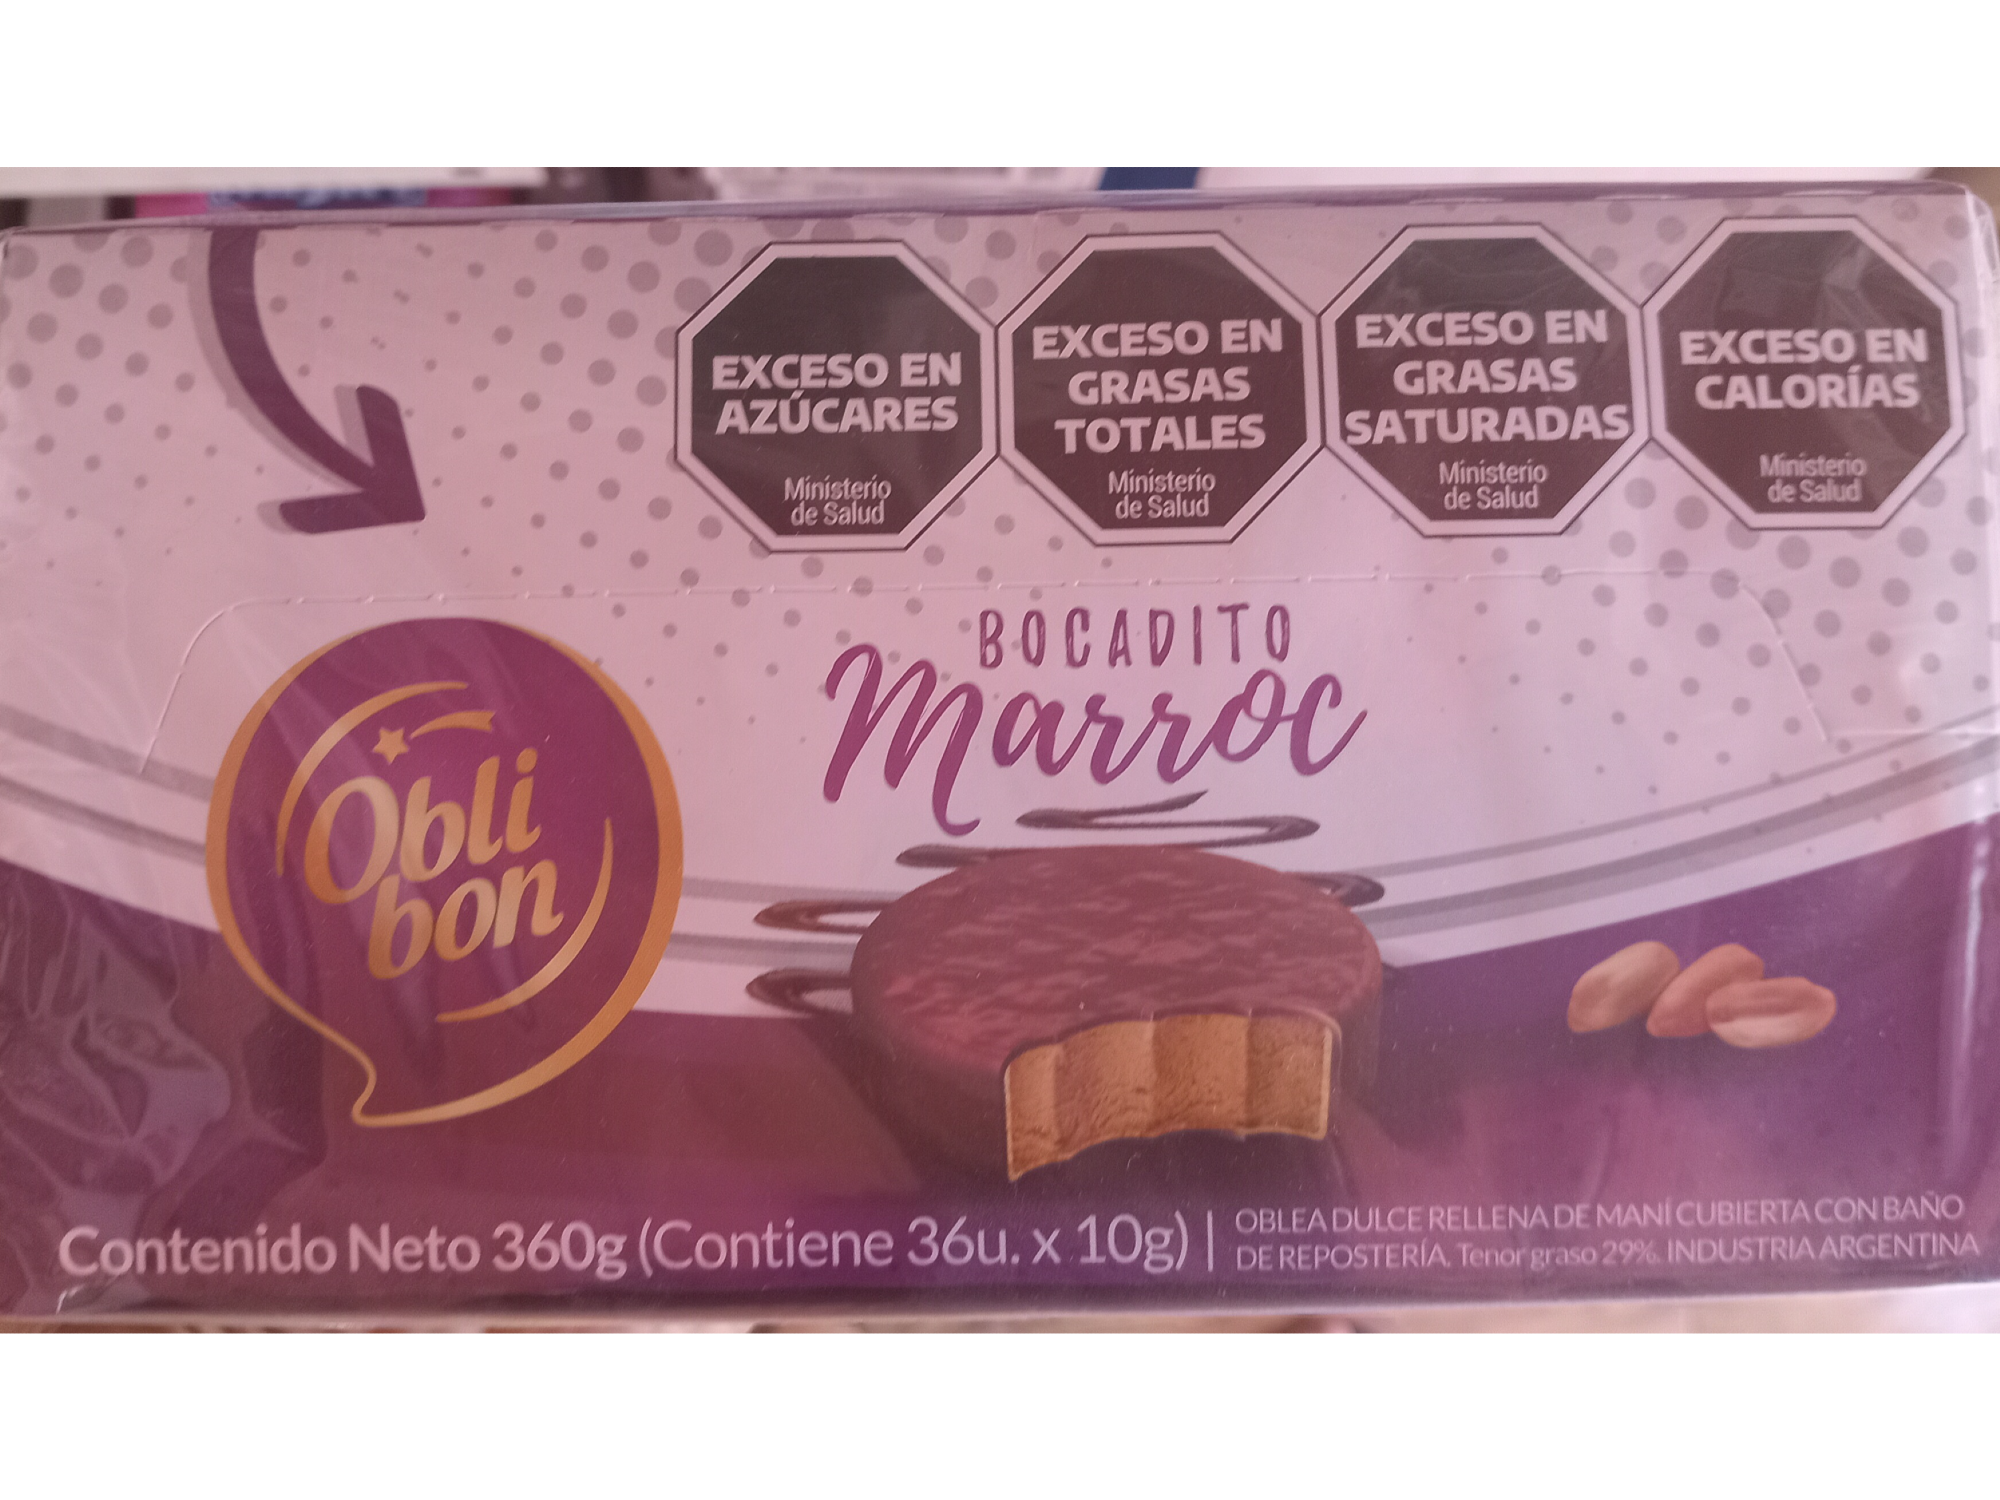 EXCESO EN
AZÚCARES
Ministerio
de Salud
EXCESO EN
GRASAS
TOTALES
Ministerio
de Salud
EXCESO EN
GRASAS
SATURADAS
Ministerio
de Salud
EXCESO EN
CALORÍAS
Ministerio
de Salud
BOCADITO
Marroc
Obli
bon
Contenido Neto 360g (Contiene 36u. x 10g)
OBLEA DULCE RELLENA DE MANÍ CUBIERTA CON BAÑO
DE REPOSTERÍA. Tenor graso 29%. INDUSTRIA ARGENTINA